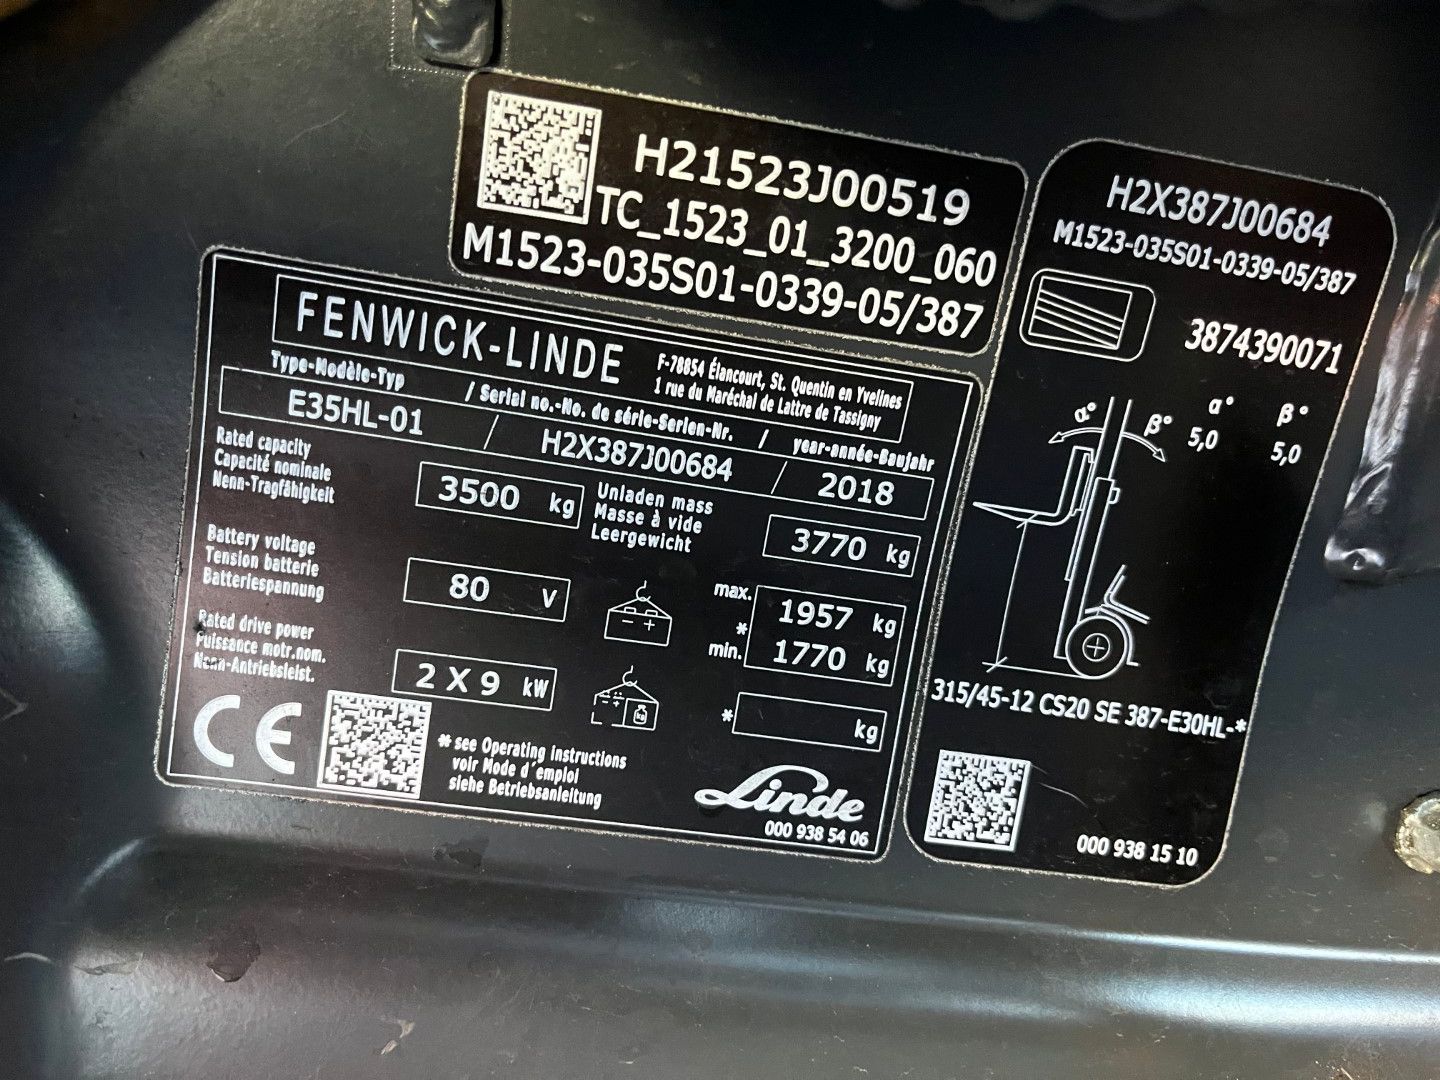 H21523J00519
TC_1523_01_3200_060
M1523-035S01-0339-05/387
H2X387J00684
M1523-035S01-0339-05/387
3874390071
α° β°
α° β° 5,0 5,0
315/45-12 CS20 SE 387-E30HL-*
000 938 15 10
FENWICK-LINDE
F-78854 Élancourt, St. Quentin en Yvelines
1 rue du Maréchal de Lattre de Tassigny
Type-Modèle-Typ / Serial no.-No. de série-Serien-Nr. / year-année-Baujahr
E35HL-01 / H2X387J00684 / 2018
Rated capacity
Capacité nominale
Nenn-Tragfähigkeit
3500 kg
Unladen mass
Masse à vide
Leergewicht
3770 kg
Battery voltage
Tension batterie
Batteriespannung
80 V
max. 1957 kg
*
min. 1770 kg
Rated drive power
Puissance motr.nom.
Nenn-Antriebsleist.
2 X 9 kW
* kg
CE
* see Operating instructions
voir Mode d'emploi
siehe Betriebsanleitung
Linde
000 938 54 06